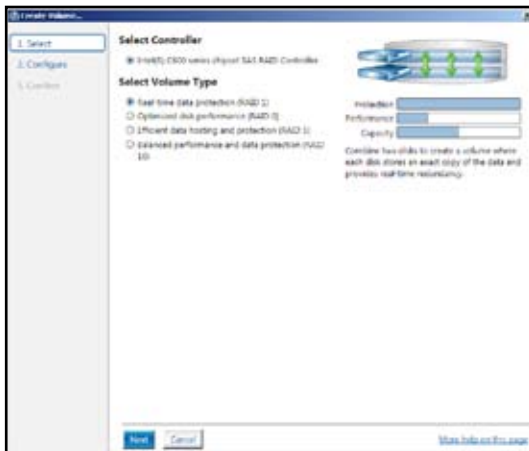 Create Volume...
1. Select
2. Configure
3. Confirm
Select Controller
Intel(R) C600 series chipset SAS RAID Controller
Select Volume Type
Real-time data protection (RAID 1)
Optimized disk performance (RAID 0)
Efficient data hosting and protection (RAID 5)
Balanced performance and data protection (RAID
10)
Protection
Performance
Capacity
Combine two disks to create a volume where
each disk stores an exact copy of the data and
provides real-time redundancy.
Next
Cancel
More help on this page